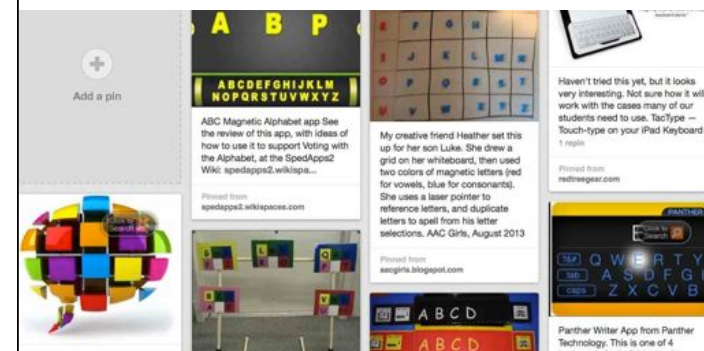 Add a pin
A B P
ABCDEFGHIJKLM
NOPQRSTUVWXYZ
ABC Magnetic Alphabet app See
the review of this app, with ideas of
how to use it to support Voting with
the Alphabet, at the SpedApps2
Wiki: spedapps2.wikispa...
Pinned from
spedapps2.wikispaces.com
My creative friend Heather set this
up for her son Luke. She drew a
grid on her whiteboard, then used
two colors of magnetic letters (red
for vowels, blue for consonants).
She uses a laser pointer to
reference letters, and duplicate
letters to spell from his letter
selections. AAC Girls, August 2013
Pinned from
aacgirls.blogspot.com
A B C D
A B C D
Haven't tried this yet, but it looks
very interesting. Not sure how it will
work with the cases many of our
students need to use. TacType —
Touch-type on your iPad Keyboard
1 repin
Pinned from
redtreegear.com
PANTHER
Click to
Search
Q W E R T Y
tab A S D F G
caps Z X C V B
Panther Writer App from Panther
Technology. This is one of 4